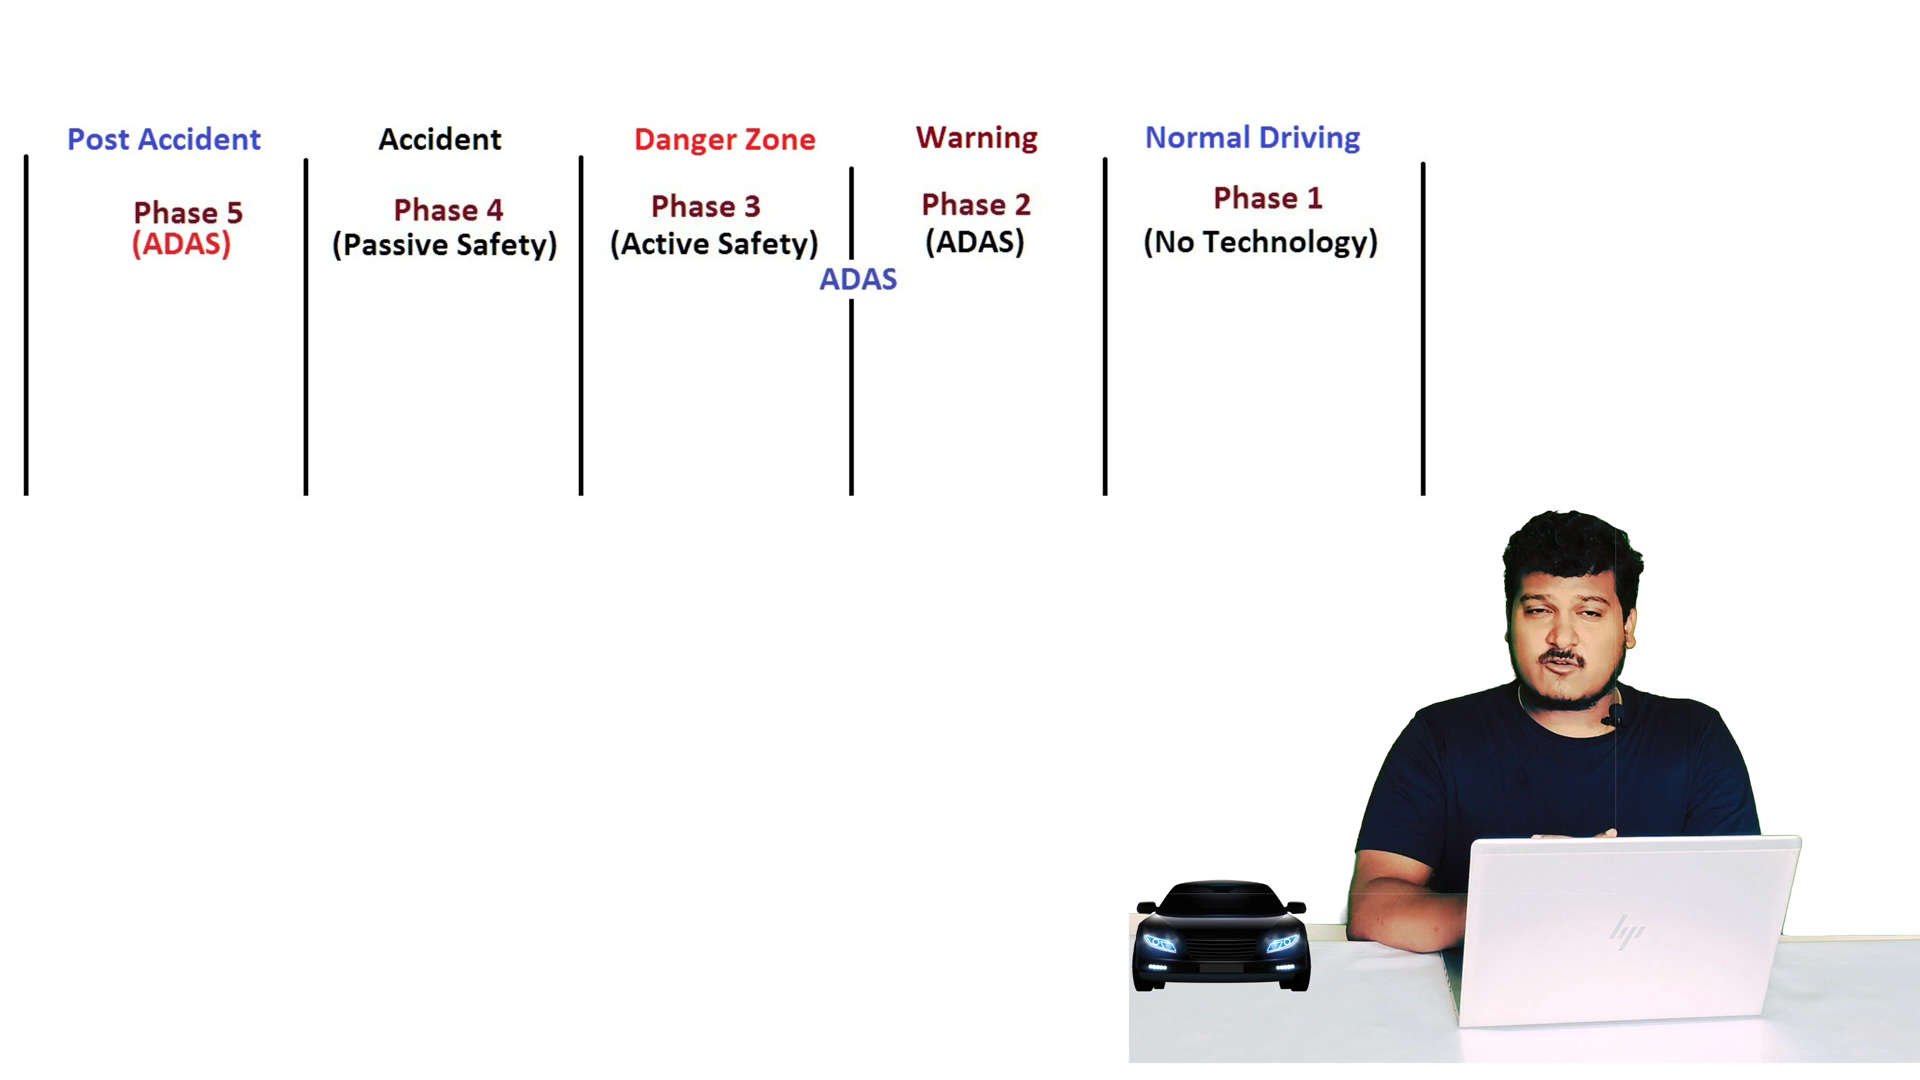 Post Accident
Accident
Danger Zone
Warning
Normal Driving
Phase 5
(ADAS)
Phase 4
(Passive Safety)
Phase 3
(Active Safety)
Phase 2
(ADAS)
Phase 1
(No Technology)
ADAS
hp